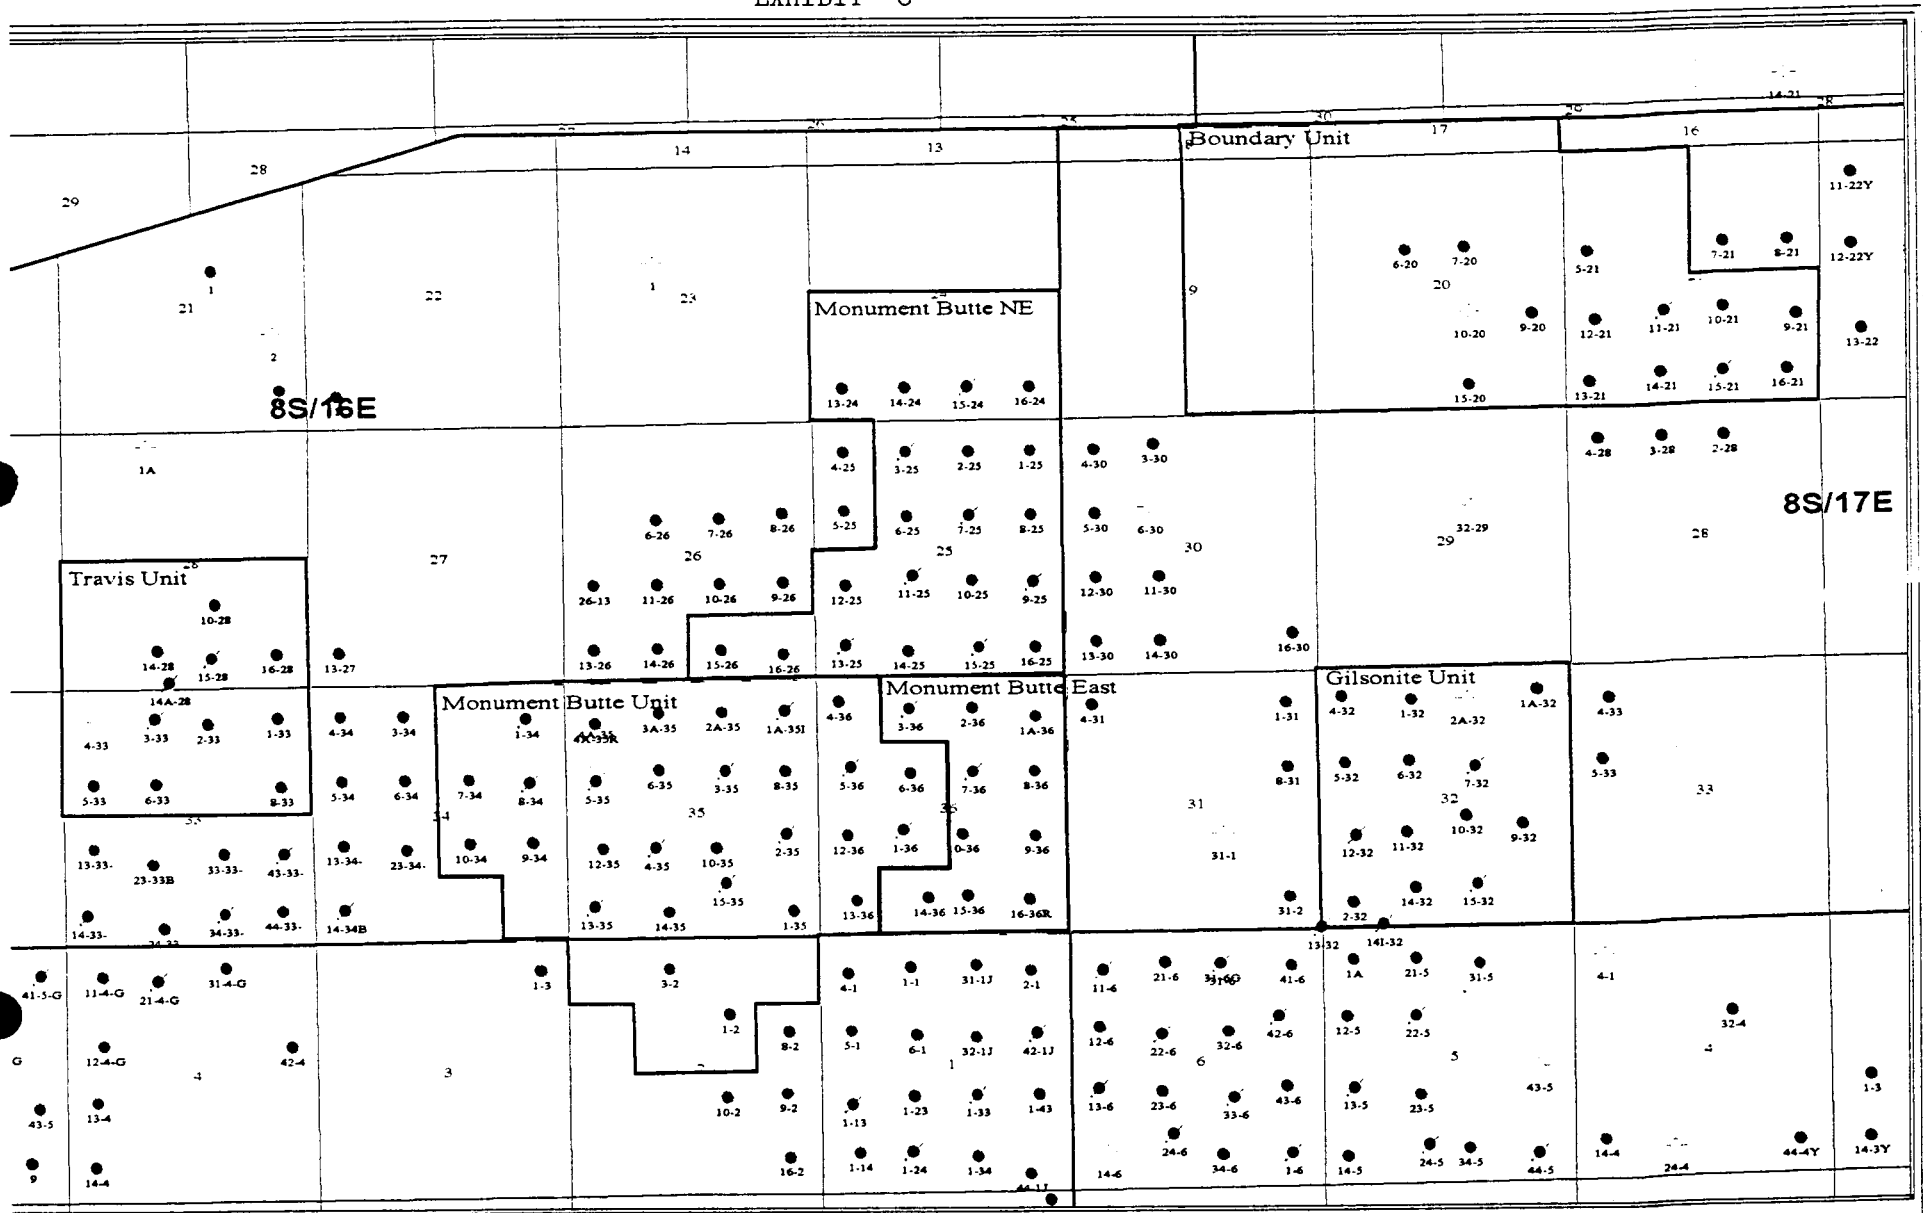 EXHIBIT C
14-21
27 26 25 30 29 28
14 13 17 16
Boundary Unit
28
29
11-22Y
6-20 7-20 5-21 7-21 8-21 12-22Y
21 1 22 1 23 20
Monument Butte NE
10-20 9-20 12-21 11-21 10-21 9-21 13-22
2
8S/16E
13-24 14-24 15-24 16-24
15-20 13-21 14-21 15-21 16-21
1A
4-25 3-25 2-25 1-25 4-30 3-30
4-28 3-28 2-28
8S/17E
6-26 7-26 8-26 5-25 6-25 7-25 8-25 5-30 6-30 32-29
27 26 25 30 29 28
Travis Unit
26-13 11-26 10-26 9-26 12-25 11-25 10-25 9-25 12-30 11-30
10-28
14-28 15-28 16-28 13-27
13-26 14-26 15-26 16-26 13-25 14-25 15-25 16-25 13-30 14-30 16-30
14A-28
Monument Butte Unit
Monument Butte East
Gilsonite Unit
4-33 3-33 2-33 1-33 4-34 3-34 1-34 3A-35 2A-35 1A-35I 4-36 3-36 2-36 1A-36 4-31 1-31 4-32 1-32 2A-32 1A-32 4-33
5-33 6-33 8-33 5-34 6-34 7-34 8-34 5-35 6-35 3-35 8-35 5-36 6-36 7-36 8-36 8-31 5-32 6-32 7-32 5-33
33 34 35 36 31 32 33
13-33- 23-33B 33-33- 43-33- 13-34- 23-34- 10-34 9-34 12-35 4-35 10-35 2-35 12-36 1-36 0-36 9-36 31-1 12-32 11-32 10-32 9-32
14-33- 34-33- 44-33- 14-34B 13-35 14-35 15-35 1-35 13-36 14-36 15-36 16-36R 31-2 2-32 14-32 15-32
13-32 14I-32
41-5-G 11-4-G 21-4-G 31-4-G 1-3 3-2 4-1 1-1 31-1J 2-1 11-6 21-6 31-6G 41-6 1A 21-5 31-5 4-1
1-2
G 12-4-G 42-4 8-2 5-1 6-1 32-1J 42-1J 12-6 22-6 32-6 42-6 12-5 22-5 32-4
4 3 2 1 6 5 4
43-5 13-4 10-2 9-2 1-13 1-23 1-33 1-43 13-6 23-6 33-6 43-6 13-5 23-5 43-5 1-3
9 14-4 16-2 1-14 1-24 1-34 44-1J 14-6 24-6 34-6 1-6 14-5 24-5 34-5 44-5 14-4 24-4 44-4Y 14-3Y